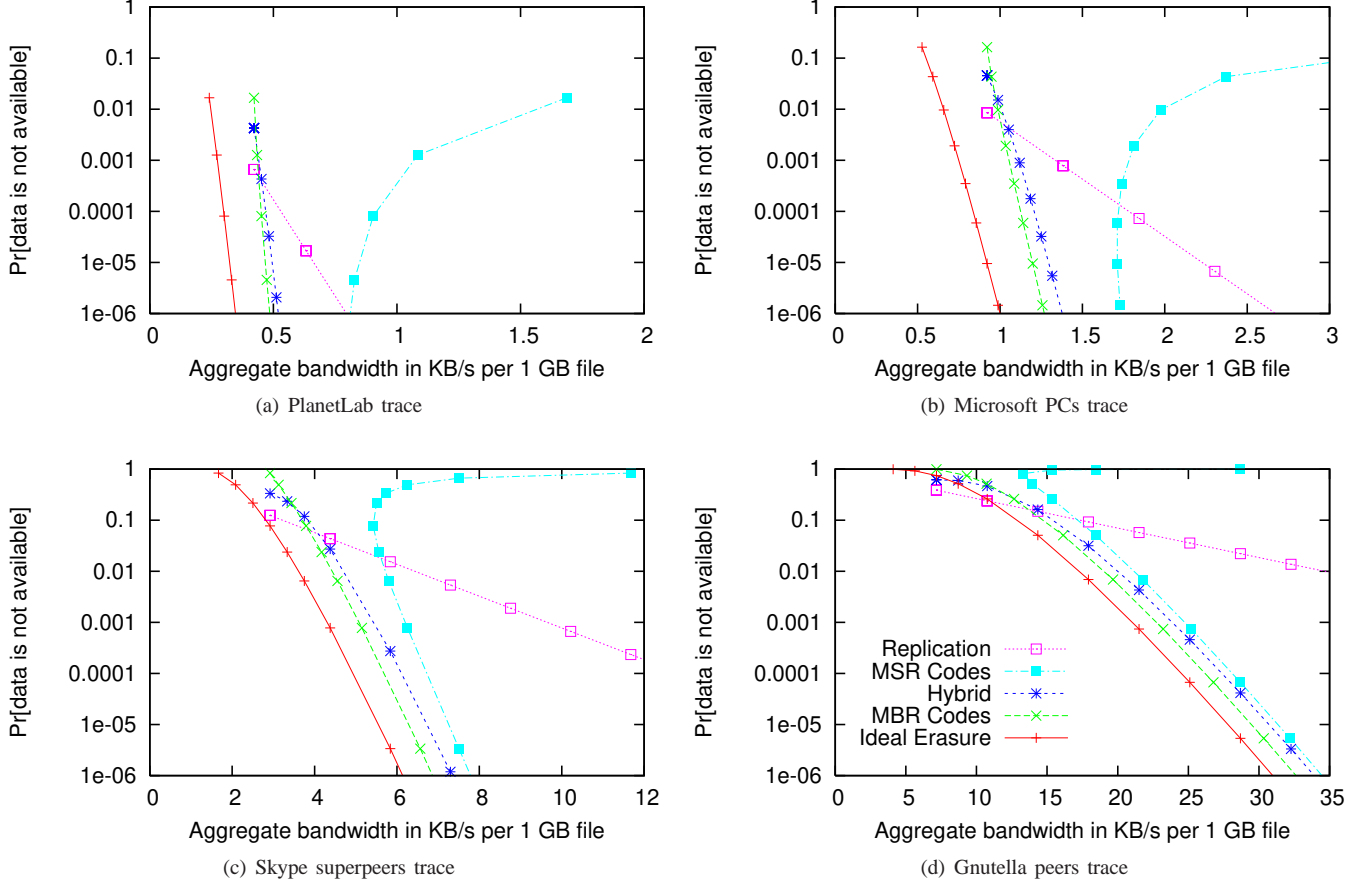 1
0.1
0.01
0.001
0.0001
1e-05
1e-06
Pr[data is not available]
0 0.5 1 1.5 2
Aggregate bandwidth in KB/s per 1 GB file
(a) PlanetLab trace
1
0.1
0.01
0.001
0.0001
1e-05
1e-06
Pr[data is not available]
0 0.5 1 1.5 2 2.5 3
Aggregate bandwidth in KB/s per 1 GB file
(b) Microsoft PCs trace
1
0.1
0.01
0.001
0.0001
1e-05
1e-06
Pr[data is not available]
0 2 4 6 8 10 12
Aggregate bandwidth in KB/s per 1 GB file
(c) Skype superpeers trace
1
0.1
0.01
0.001
0.0001
1e-05
1e-06
Pr[data is not available]
Replication
MSR Codes
Hybrid
MBR Codes
Ideal Erasure
0 5 10 15 20 25 30 35
Aggregate bandwidth in KB/s per 1 GB file
(d) Gnutella peers trace